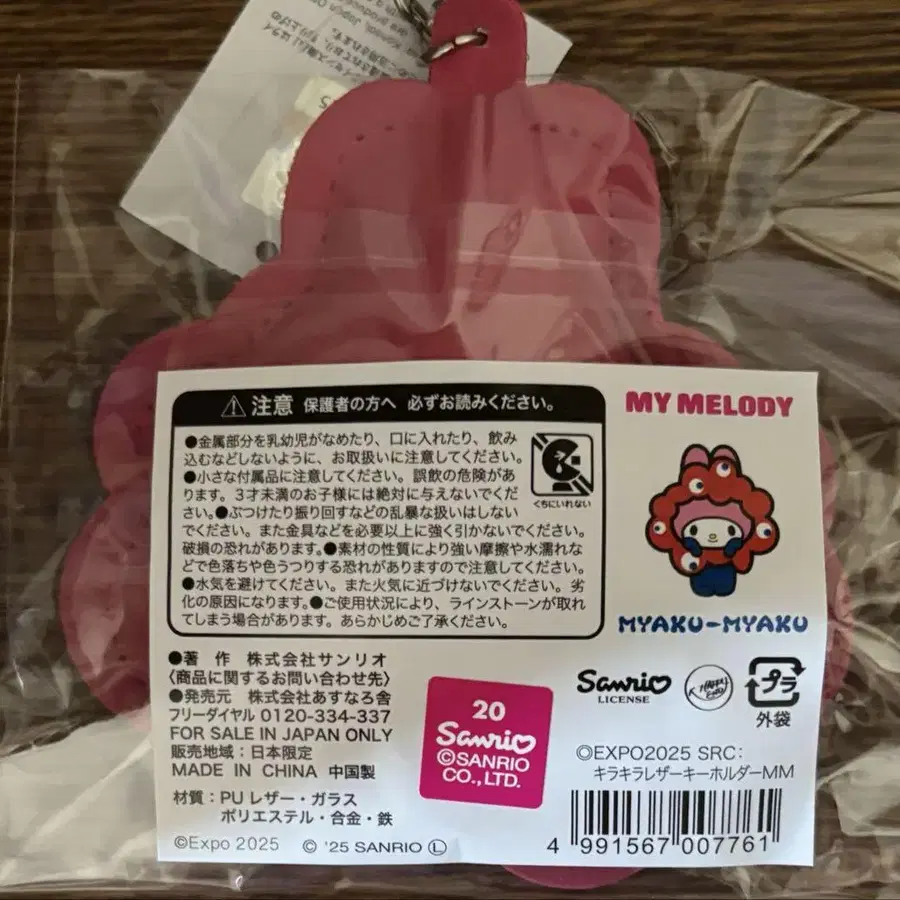 ⚠注意 保護者の方へ 必ずお読みください。
●金属部分を乳幼児がなめたり、口に入れたり、飲み
込むなどしないように、お取扱いに注意してください。
●小さな付属品に注意してください。誤飲の危険があ
ります。3才未満のお子様には絶対に与えないでくだ
さい。●ぶつけたり振り回すなどの乱暴な扱いはしない
でください。また金具などを必要以上に強く引かないでください。
破損の恐れがあります。●素材の性質により強い摩擦や水濡れな
どで色落ちや色うつりする恐れがありますので注意してください。
●水気を避けてください。また火気に近づけないでください。劣
化の原因になります。●ご使用状況により、ラインストーンが取れ
てしまう場合があります。あらかじめご了承ください。
くちにいれない
MY MELODY
MYAKU-MYAKU
●著 作 株式会社サンリオ
〈商品に関するお問い合わせ先〉
●発売元 株式会社あすなろ舎
フリーダイヤル 0120-334-337
FOR SALE IN JAPAN ONLY
販売地域:日本限定
MADE IN CHINA 中国製
材質:PU レザー・ガラス
ポリエステル・合金・鉄
©Expo 2025 © '25 SANRIO Ⓛ
20
Sanrio
©SANRIO
CO., LTD.
Sanrio
LICENSE
プラ
外袋
©EXPO2025 SRC:
キラキラレザーキーホルダーMM
4 991567 007761